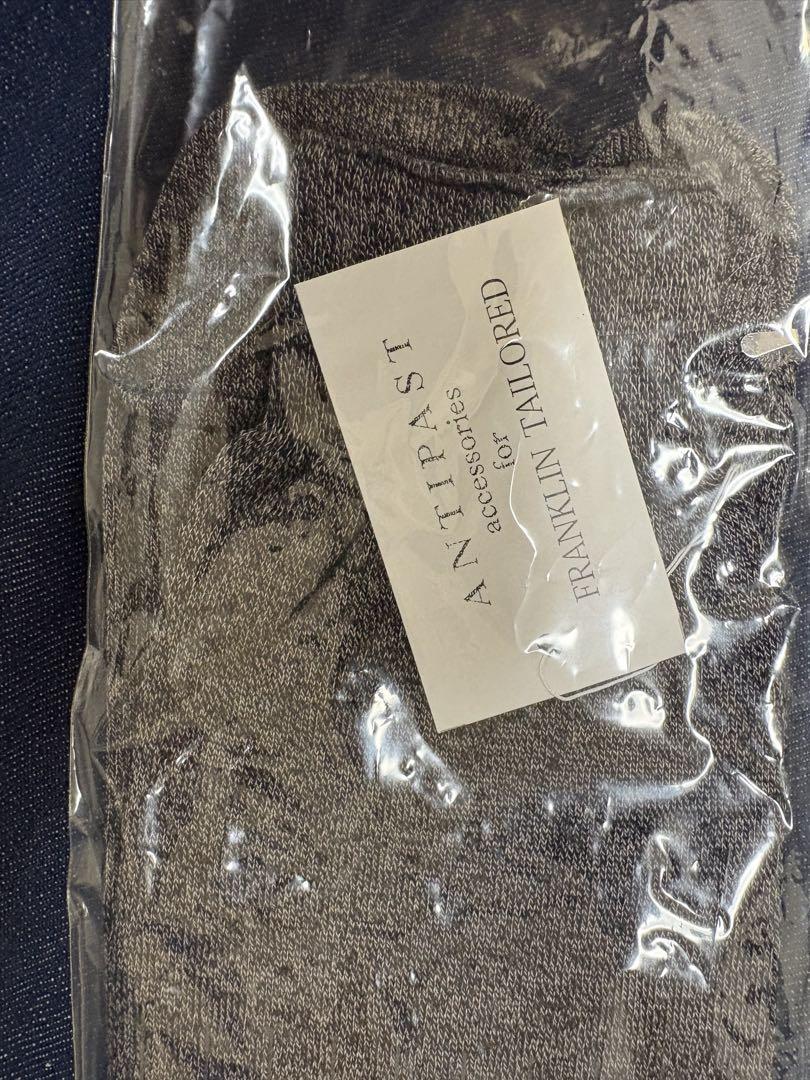 ANTIPAST
accessories
for
FRANKLIN TAILORED